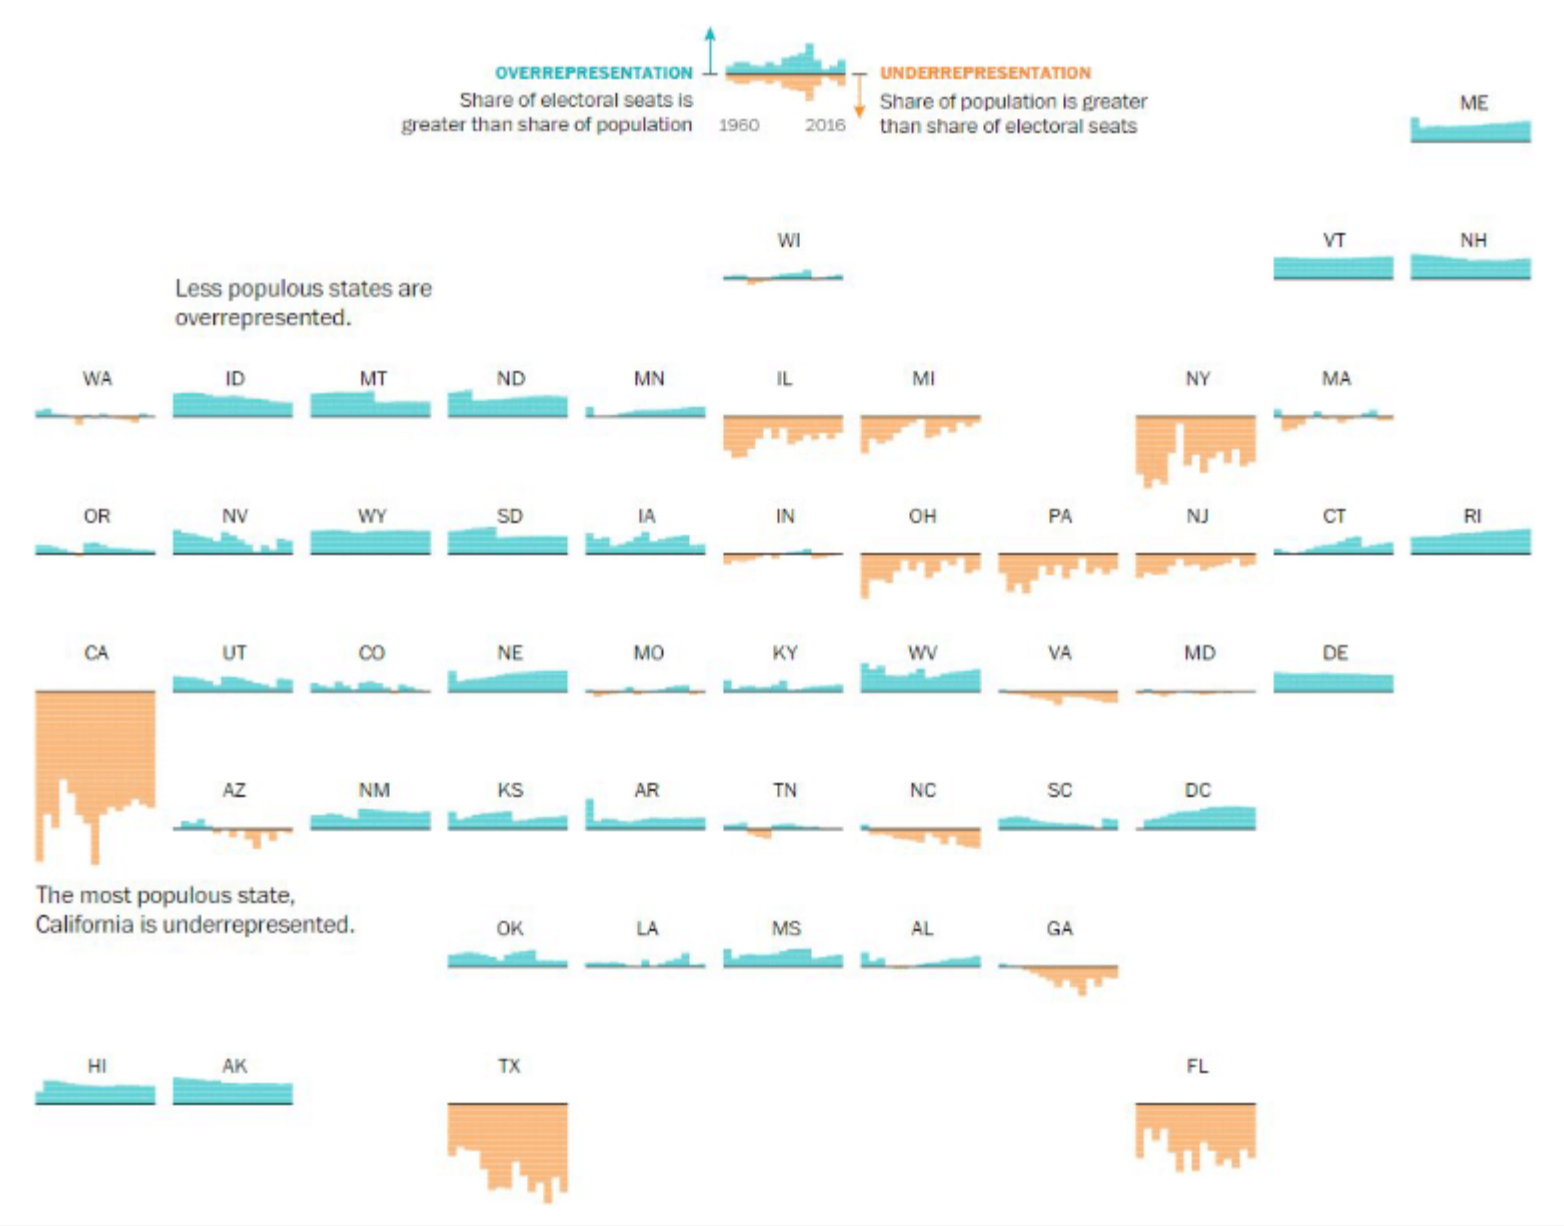 OVERREPRESENTATION
Share of electoral seats is
greater than share of population
1960
2016
UNDERREPRESENTATION
Share of population is greater
than share of electoral seats
ME
WI
VT
NH
Less populous states are
overrepresented.
WA
ID
MT
ND
MN
IL
MI
NY
MA
OR
NV
WY
SD
IA
IN
OH
PA
NJ
CT
RI
CA
UT
CO
NE
MO
KY
WV
VA
MD
DE
AZ
NM
KS
AR
TN
NC
SC
DC
The most populous state,
California is underrepresented.
OK
LA
MS
AL
GA
HI
AK
TX
FL